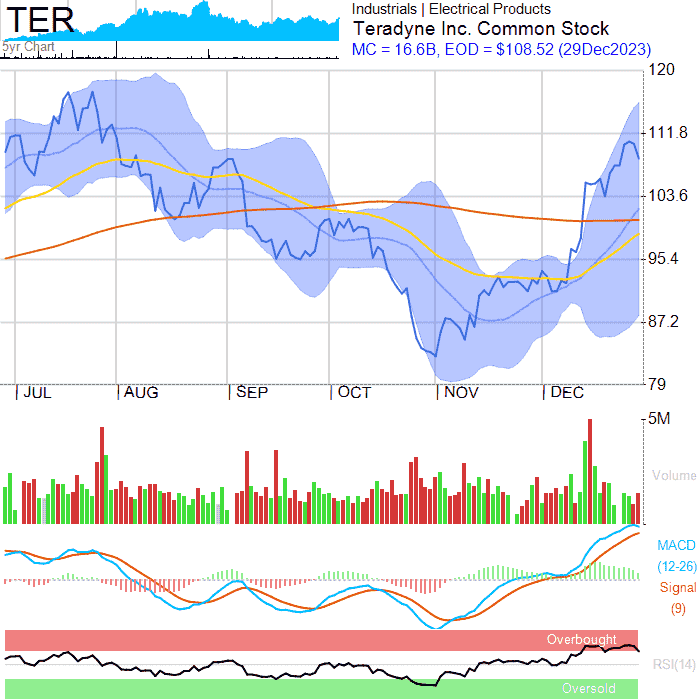 TER
5yr Chart
Industrials | Electrical Products
Teradyne Inc. Common Stock
MC = 16.6B, EOD = $108.52 (29Dec2023)
120
111.8
103.6
95.4
87.2
79
JUL
AUG
SEP
OCT
NOV
DEC
5M
Volume
MACD
(12-26)
Signal
(9)
Overbought
RSI(14)
Oversold